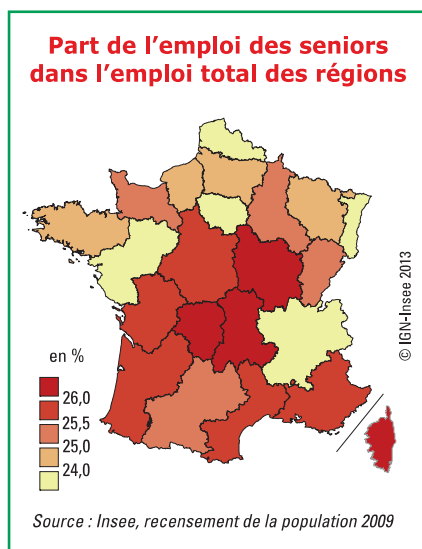 Part de l’emploi des seniors
dans l’emploi total des régions
© IGN-Insee 2013
en %
26,0
25,5
25,0
24,0
Source : Insee, recensement de la population 2009